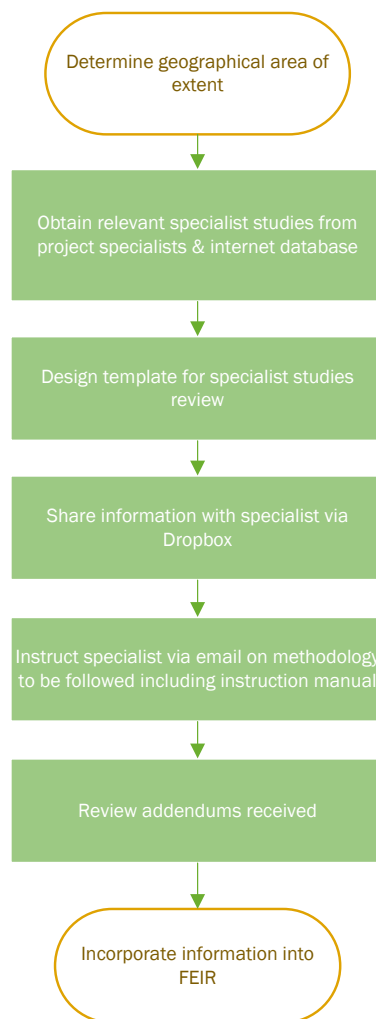 Determine geographical area of
extent
Obtain relevant specialist studies from
project specialists & internet database
Design template for specialist studies
review
Share information with specialist via
Dropbox
Instruct specialist via email on methodology
to be followed including instruction manual
Review addendums received
Incorporate information into
FEIR